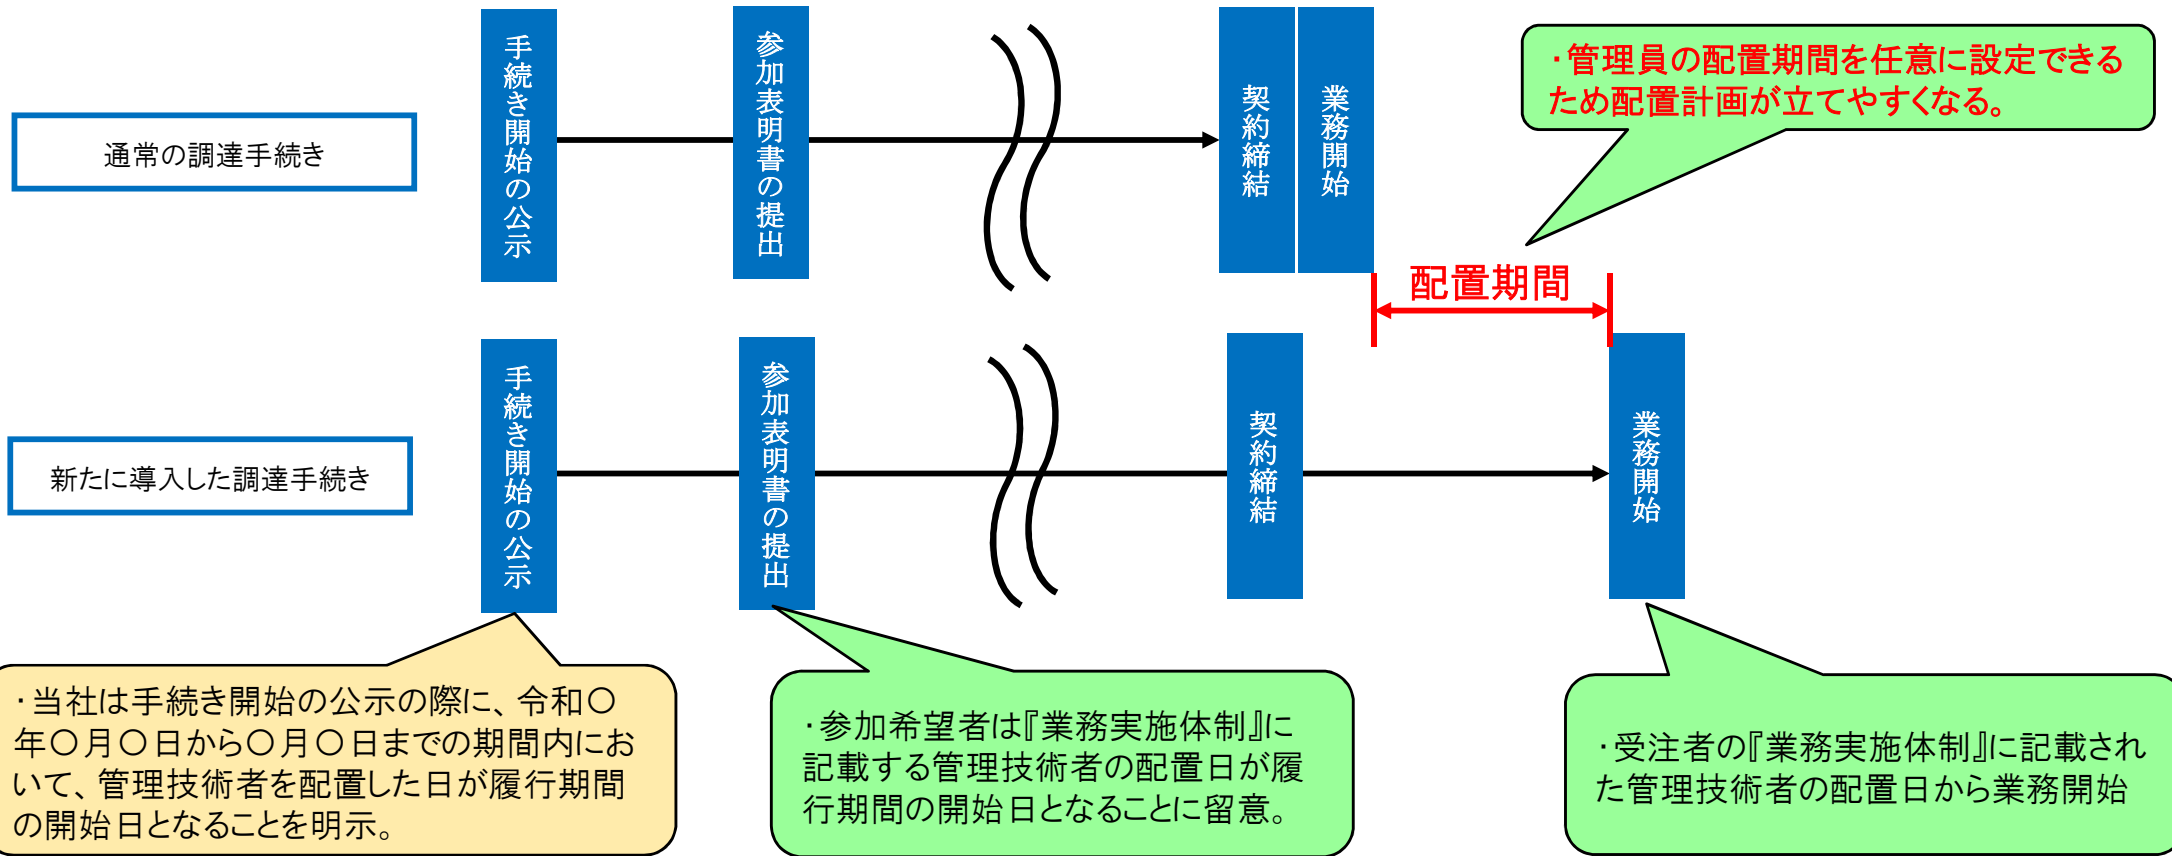 通常の調達手続き
手続き開始の公示
参加表明書の提出
契約締結
業務開始
・管理員の配置期間を任意に設定できる
ため配置計画が立てやすくなる。
配置期間
新たに導入した調達手続き
手続き開始の公示
参加表明書の提出
契約締結
業務開始
・当社は手続き開始の公示の際に、令和〇
年〇月〇日から〇月〇日までの期間内にお
いて、管理技術者を配置した日が履行期間
の開始日となることを明示。
・参加希望者は『業務実施体制』に
記載する管理技術者の配置日が履
行期間の開始日となることに留意。
・受注者の『業務実施体制』に記載され
た管理技術者の配置日から業務開始